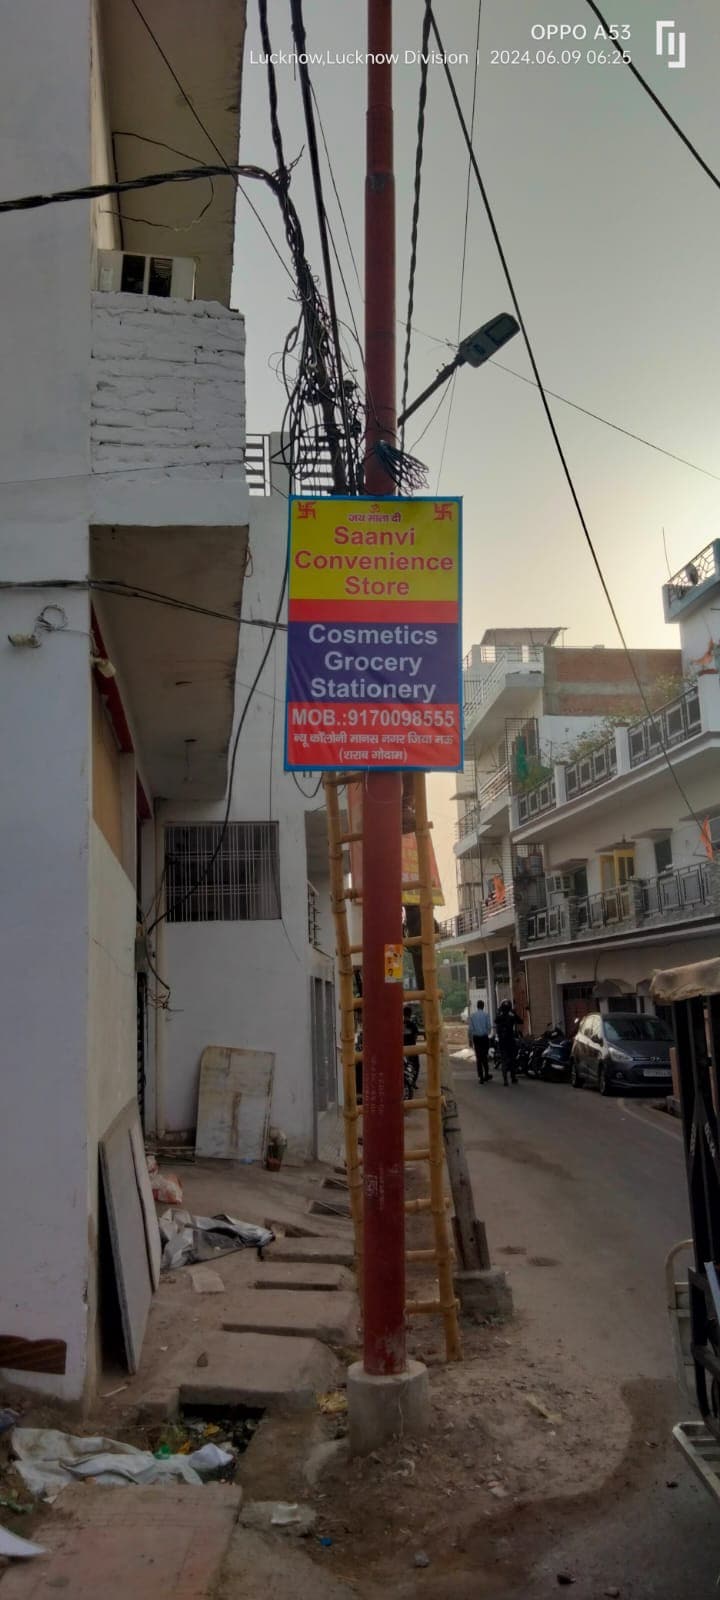 OPPO A53
Lucknow,Lucknow Division | 2024.06.09 06:25
ॐ
जय माता दी
Saanvi
Convenience
Store
Cosmetics
Grocery
Stationery
MOB.:9170098555
न्यू कॉलोनी मानस नगर जिया मऊ
(शराब गोदाम)